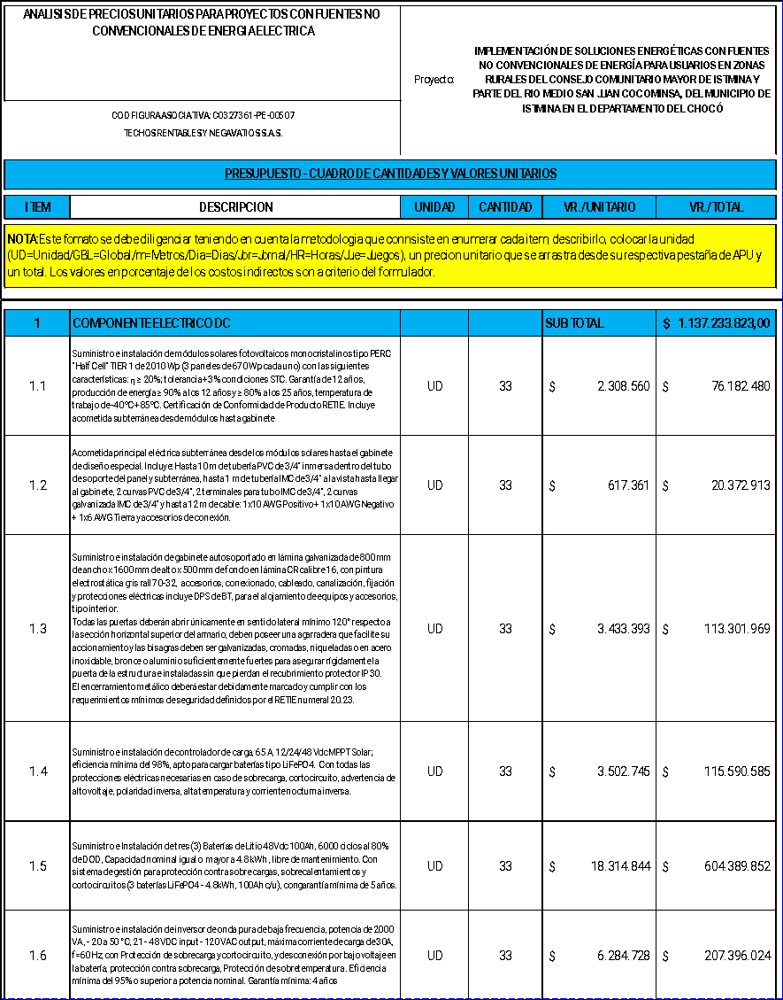 ANALISIS DE PRECIOS UNITARIOS PARA PROYECTOS CON FUENTES NO
CONVENCIONALES DE ENERGIA ELECTRICA
COD FIGURA ASOCIATIVA: C0327361-PE-00507
TECHOS RENTABLES Y NEGAVATIOS S.A.S.
Proyecto:
IMPLEMENTACIÓN DE SOLUCIONES ENERGÉTICAS CON FUENTES
NO CONVENCIONALES DE ENERGÍA PARA USUARIOS EN ZONAS
RURALES DEL CONSEJO COMUNITARIO MAYOR DE ISTMINA Y
PARTE DEL RIO MEDIO SAN JUAN COCOMINSA, DEL MUNICIPIO DE
ISTMINA EN EL DEPARTAMENTO DEL CHOCÓ
PRESUPUESTO - CUADRO DE CANTIDADES Y VALORES UNITARIOS
ITEM DESCRIPCION UNIDAD CANTIDAD VR./UNITARIO VR./TOTAL
NOTA:Este fomato se debe diligenciar teniendo en cuenta la metodologia que connsiste en enumerar cada item, describirlo, colocar la unidad
(UD=Unidad/GBL=Global/m=Metros/Dia=Dias/Jor=Jornal/HR=Horas/Jue=Juegos), un precion unitario que se arrastra desde su respectiva pestaña de APU y
un total. Los valores en porcentaje de los costos indirectos son a criterio del formulador.
1 COMPONENTE ELECTRICO DC SUB TOTAL $ 1.137.233.823,00
Suministro e instalación de módulos solares fotovoltaicos monocristalinos tipo PERC
"Half Cell" TIER 1 de 2010 Wp (3 paneles de 670 Wp cada uno) con las siguientes
características: η ≥ 20%; tolerancia +3% condiciones STC. Garantía de 12 años,
producción de energía ≥ 90% a los 12 años y ≥ 80% a los 25 años, temperatura de
trabajo de -40°C + 85°C. Certificación de Conformidad de Producto RETIE. Incluye
acometida subterránea desde módulos hasta gabinete
1.1 UD 33 $ 2.308.560 $ 76.182.480
Acometida principal eléctrica subterránea desde los módulos solares hasta el gabinete
de diseño especial. Incluye: Hasta 10 m de tubería PVC de 3/4" inmersa dentro del tubo
de soporte del panel y subterránea, hasta 1 m de tubería IMC de 3/4" a la vista hasta llegar
al gabinete, 2 curvas PVC de 3/4", 2 terminales para tubo IMC de 3/4", 2 curvas
galvanizada IMC de 3/4" y hasta 12 m de cable: 1x10 AWG Positivo + 1x10 AWG Negativo
+ 1x6 AWG Tierra y accesorios de conexión.
1.2 UD 33 617.361 $ 20.372.913
Suministro e instalación de gabinete autosoportado en lámina galvanizada de 800mm
de ancho x 1600mm de alto x 500mm de fondo en lámina CR calibre 16, con pintura
electrostática gris rall 70-32, accesorios, conexionado, cableado, canalización, fijación
y protecciones eléctricas incluye DPS de BT, para el alojamiento de equipos y accesorios,
tipo interior.
Todas las puertas deberán abrir únicamente en sentido lateral mínimo 120° respecto a
la sección horizontal superior del armario, deben poseer una agarradera que facilite su
accionamiento y las bisagras deben ser galvanizadas, cromadas, niqueladas o en acero
inoxidable, bronce o aluminio suficientemente fuertes para asegurar rígidamente la
puerta de la estructura e instaladas sin que pierdan el recubrimiento protector IP 30.
El encerramiento metálico deberá estar debidamente marcado y cumplir con los
requerimientos mínimos de seguridad definidos por el RETIE numeral 20.23.
1.3 UD 33 $ 3.433.393 $ 113.301.969
Suministro e instalación de controlador de carga, 65 A, 12/24/48 Vdc MPPT Solar;
eficiencia mínima del 98%, apto para cargar baterías tipo LiFePO4. Con todas las
protecciones eléctricas necesarias en caso de sobrecarga, cortocircuito, advertencia de
alto voltaje, polaridad inversa, alta temperatura y corriente nocturna inversa.
1.4 UD 33 $ 3.502.745 $ 115.590.585
Suministro e Instalación de tres (3) Baterías de Litio 48Vdc 100Ah, 6000 ciclos al 80%
de DOD, Capacidad nominal igual o mayor a 4.8 kWh, libre de mantenimiento. Con
sistema de gestión para protección contra sobre cargas, sobrecalentamientos y
cortocircuitos (3 baterías LiFePO4 - 4.8kWh, 100Ah c/u), con garantía mínima de 5 años.
1.5 UD 33 $ 18.314.844 $ 604.389.852
Suministro e instalación de inversor de onda pura de baja frecuencia, potencia de 2000
VA, - 20 a 50 °C, 21 - 48 VDC input - 120 VAC output, máxima corriente de carga de 30A,
f=60 Hz, con Protección de sobrecarga y cortocircuito, y desconexión por bajo voltaje en
la batería, protección contra sobrecarga, Protección de sobretemperatura. Eficiencia
mínima del 95% o superior a potencia nominal. Garantía mínima: 4 años
1.6 UD 33 $ 6.284.728 $ 207.396.024